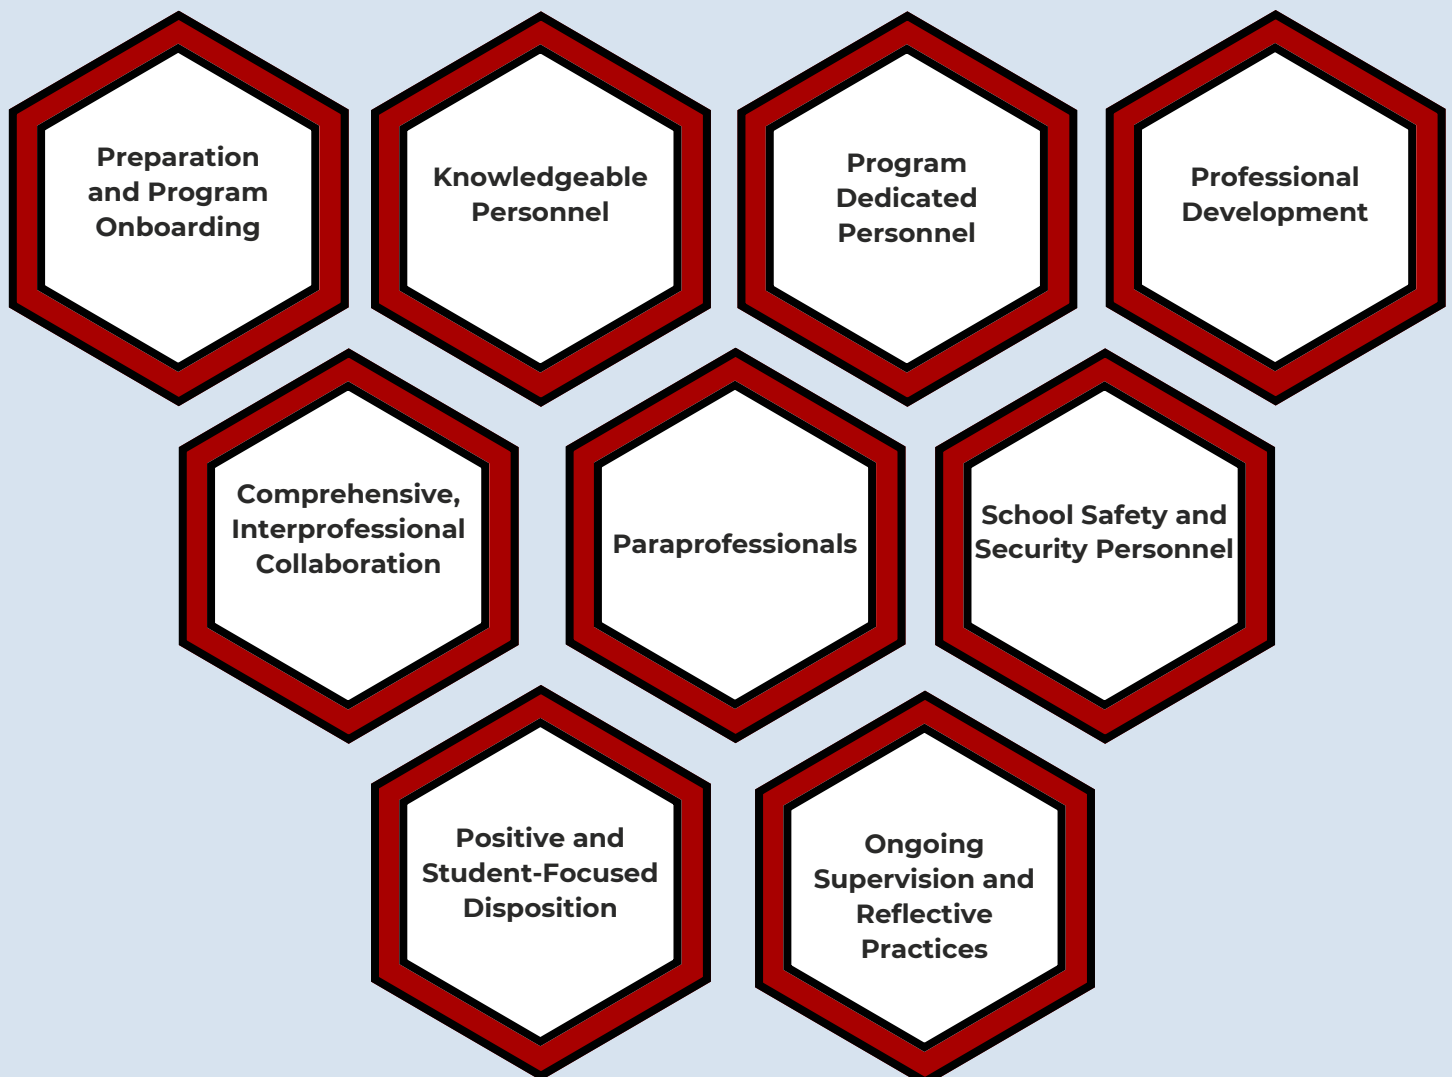 Preparation
and Program
Onboarding
Knowledgeable
Personnel
Program
Dedicated
Personnel
Professional
Development
Comprehensive,
Interprofessional
Collaboration
Paraprofessionals
School Safety and
Security Personnel
Positive and
Student-Focused
Disposition
Ongoing
Supervision and
Reflective
Practices